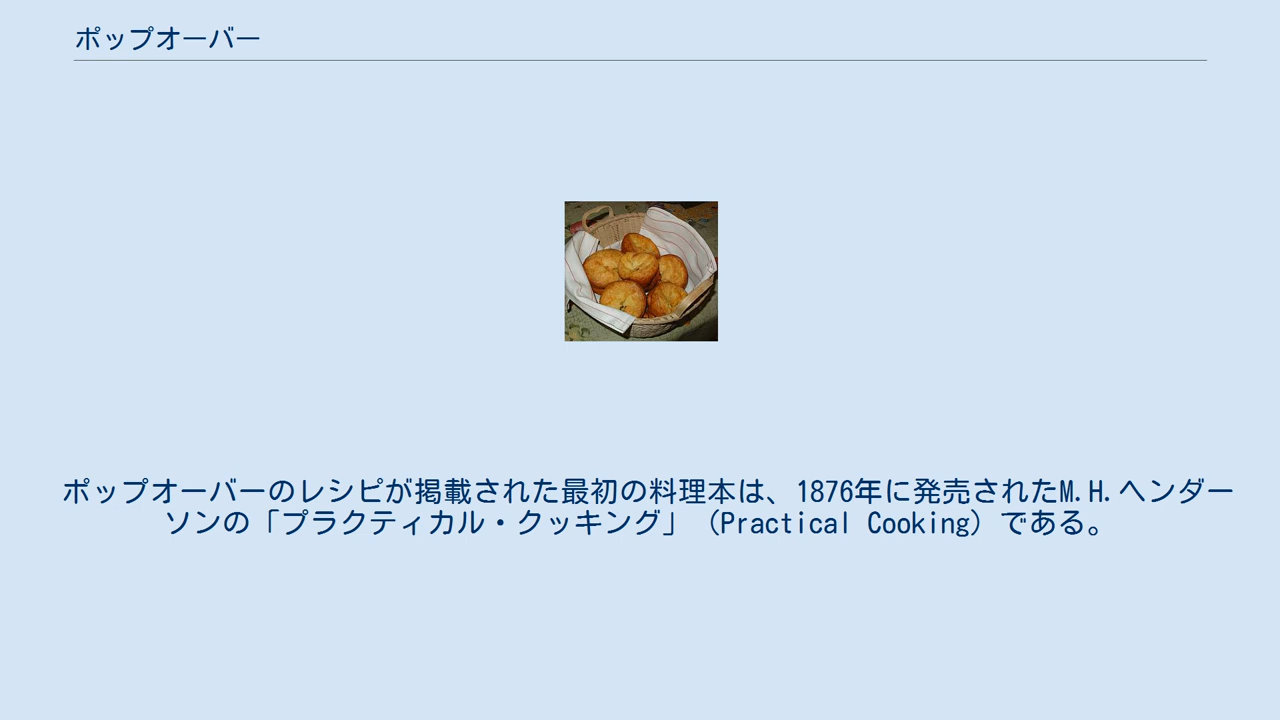 ポップオーバー
ポップオーバーのレシピが掲載された最初の料理本は、1876年に発売されたM.H.ヘンダー
ソンの「プラクティカル・クッキング」（Practical Cooking）である。